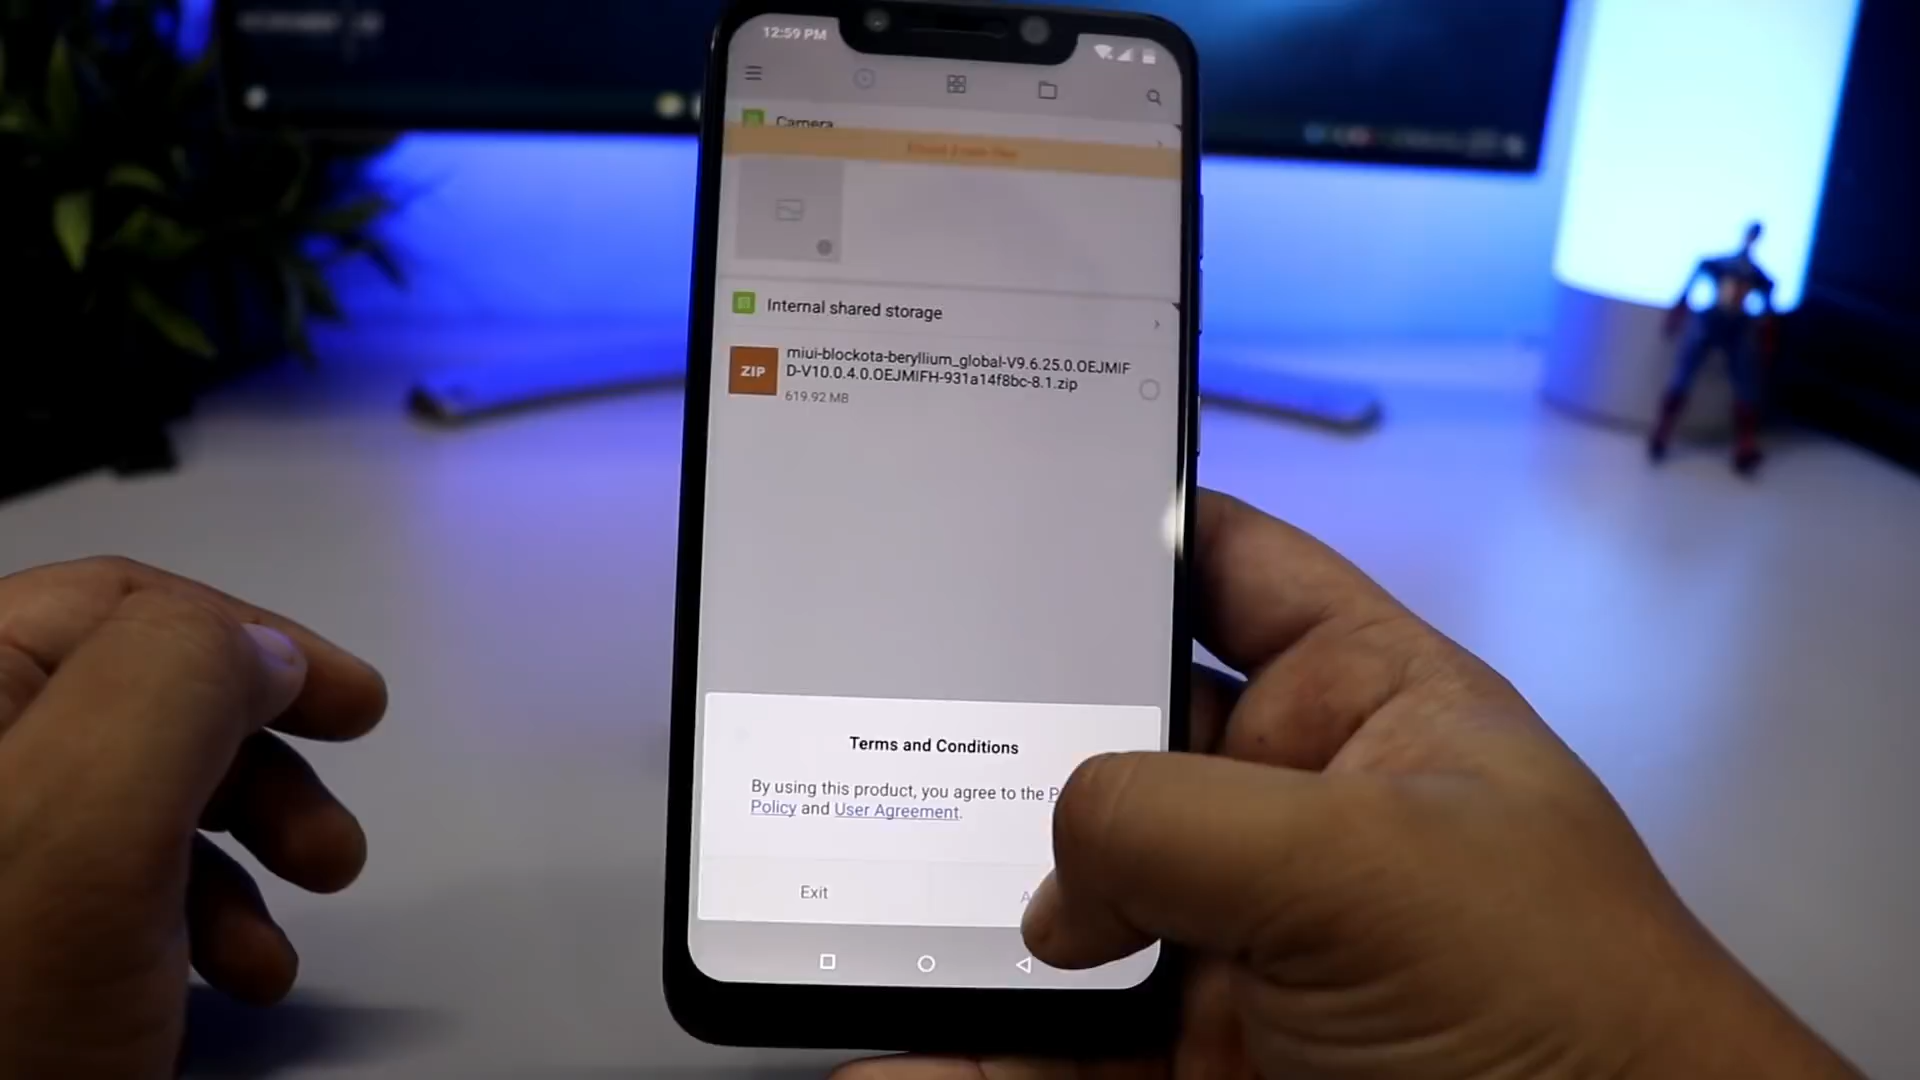 12:59 PM
Camera
Internal shared storage
miui-blockota-beryllium_global-V9.6.25.0.OEJMIF
D-V10.0.4.0.OEJMIFH-931a14f8bc-8.1.zip
ZIP
619.92 MB
Terms and Conditions
By using this product, you agree to the
Policy and User Agreement.
Exit